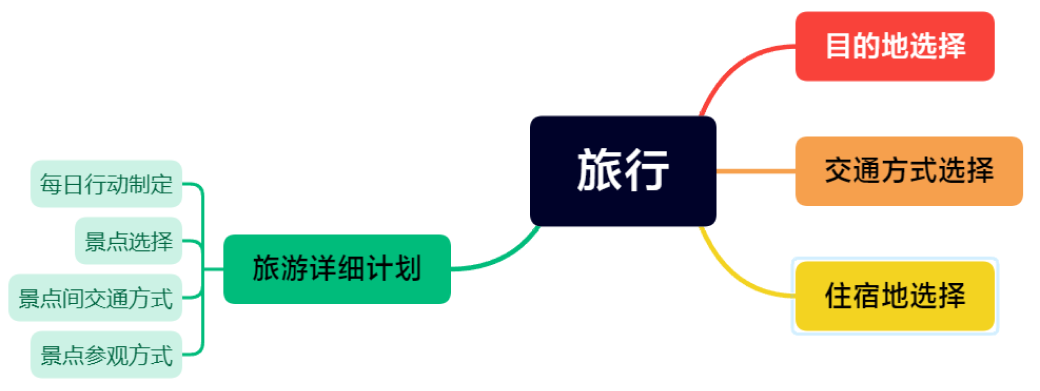 旅行
目的地选择
交通方式选择
住宿地选择
旅游详细计划
每日行动制定
景点选择
景点间交通方式
景点参观方式